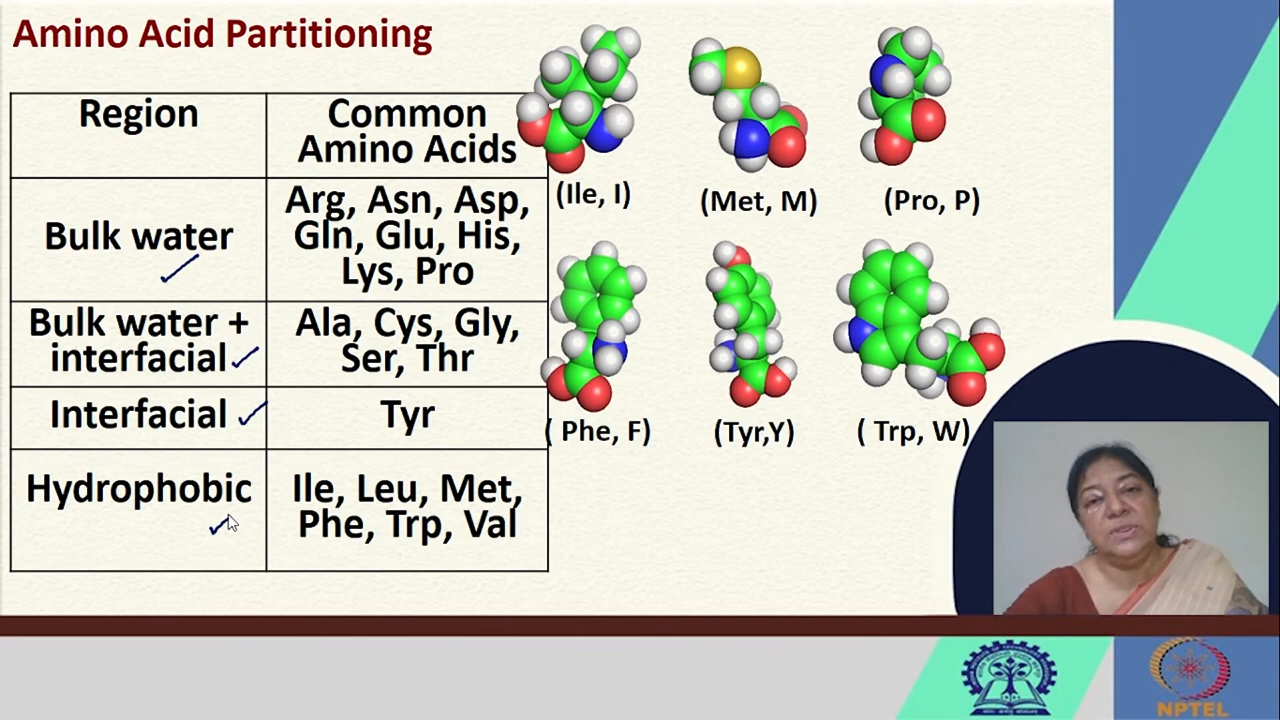 Amino Acid Partitioning
Region
Common
Amino Acids
Bulk water
Arg, Asn, Asp,
Gln, Glu, His,
Lys, Pro
Bulk water +
interfacial
Ala, Cys, Gly,
Ser, Thr
Interfacial
Tyr
Hydrophobic
Ile, Leu, Met,
Phe, Trp, Val
(Ile, I)
(Met, M)
(Pro, P)
( Phe, F)
(Tyr,Y)
( Trp, W)
NPTEL